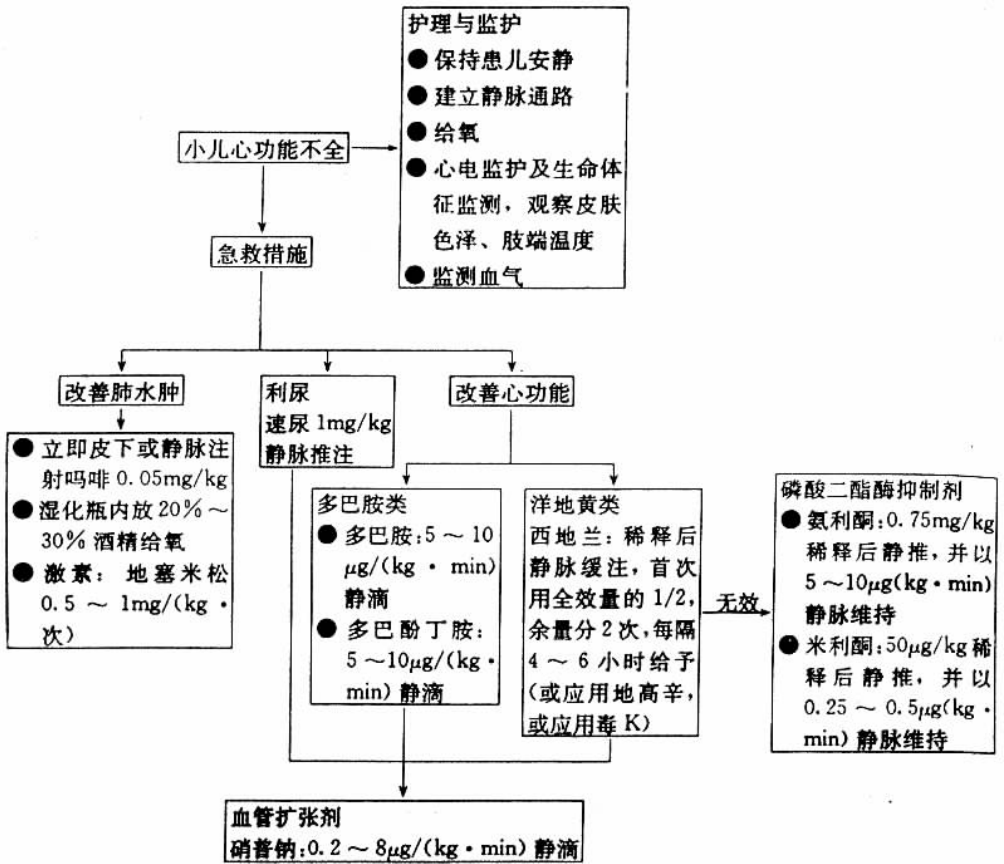 护理与监护
● 保持患儿安静
● 建立静脉通路
● 给氧
● 心电监护及生命体
征监测，观察皮肤
色泽、肢端温度
● 监测血气
小儿心功能不全
急救措施
改善肺水肿
● 立即皮下或静脉注
射吗啡 0.05mg/kg
● 湿化瓶内放 20%～
30% 酒精给氧
● 激素：地塞米松
0.5～1mg/(kg·
次)
利尿
速尿 1mg/kg
静脉推注
改善心功能
多巴胺类
● 多巴胺:5～10
μg/(kg·min)
静滴
● 多巴酚丁胺：
5～10μg/(kg·
min) 静滴
洋地黄类
西地兰：稀释后
静脉缓注，首次
用全效量的 1/2，
余量分 2 次，每隔
4～6 小时给予
(或应用地高辛，
或应用毒 K)
无效
磷酸二酯酶抑制剂
● 氨利酮:0.75mg/kg
稀释后静推，并以
5～10μg(kg·min)
静脉维持
● 米利酮:50μg/kg 稀
释后静推，并以
0.25～0.5μg(kg·
min) 静脉维持
血管扩张剂
硝普钠:0.2～8μg/(kg·min) 静滴